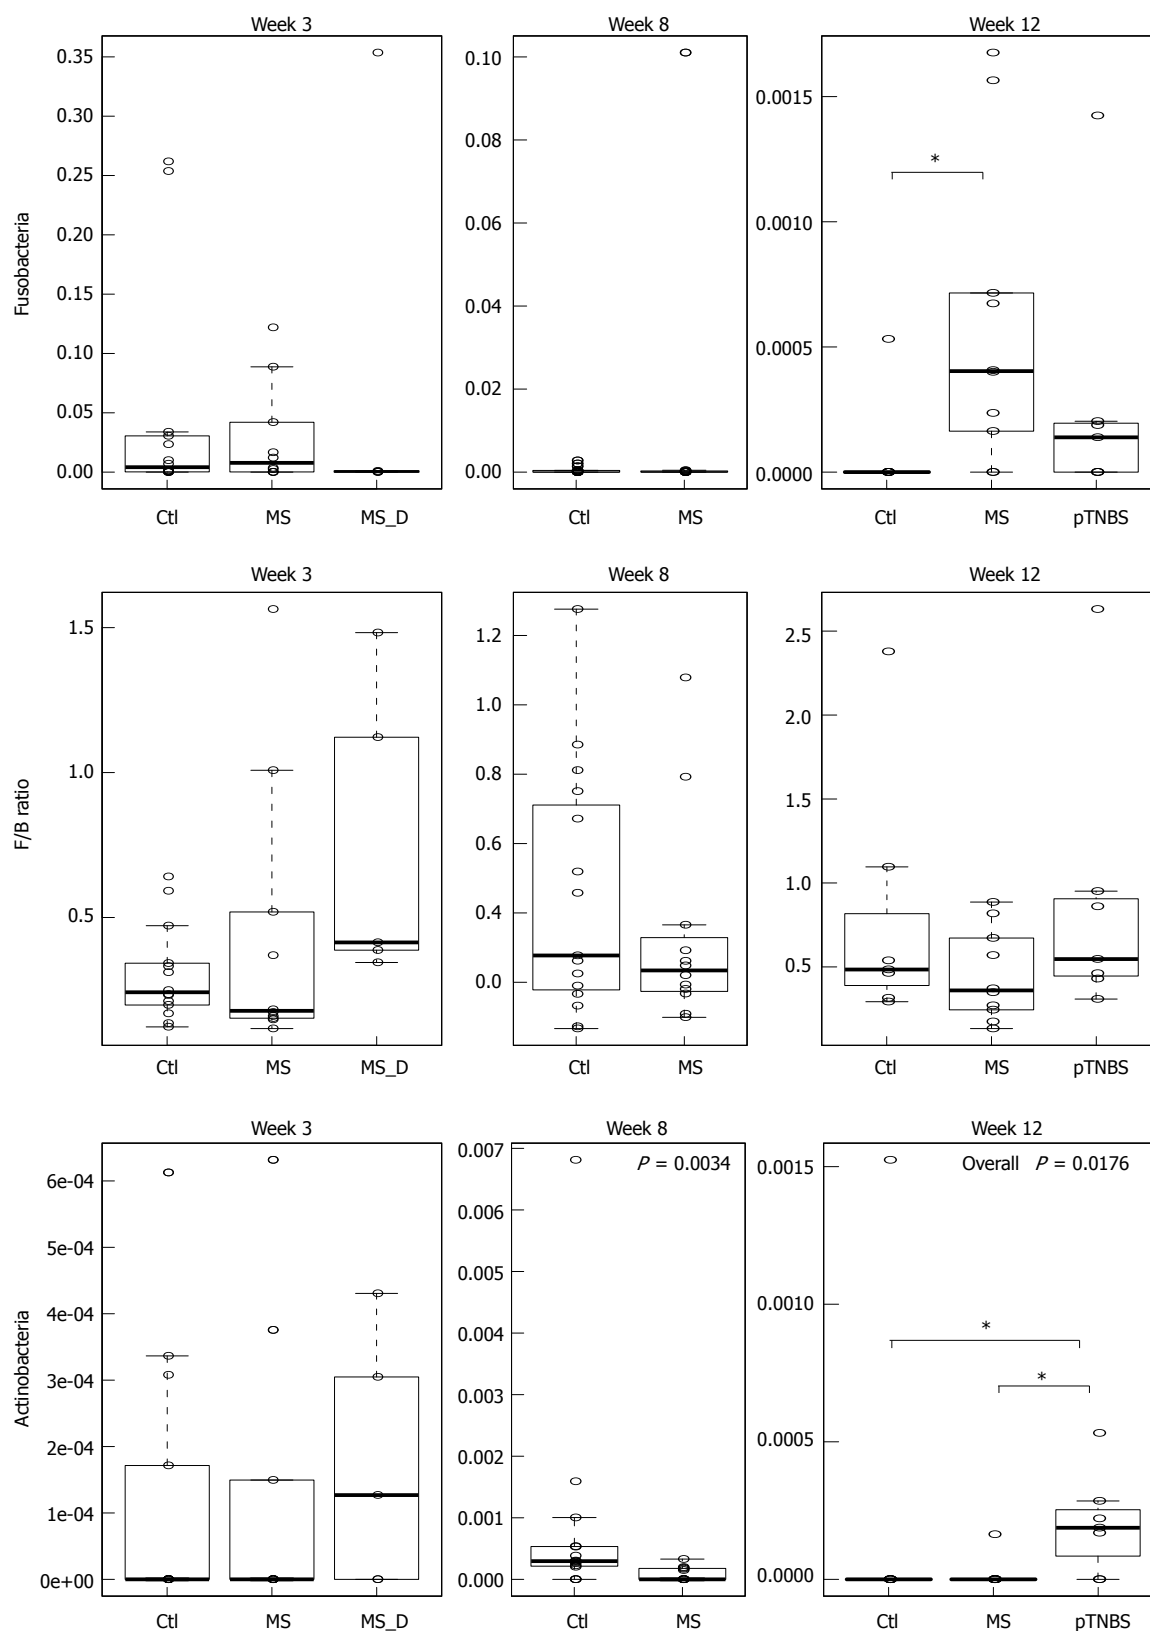 Week 3
Week 8
Week 12
Fusobacteria
0.35
0.30
0.25
0.20
0.15
0.10
0.05
0.00
Ctl
MS
MS_D
0.10
0.08
0.06
0.04
0.02
0.00
Ctl
MS
0.0015
0.0010
0.0005
0.0000
*
Ctl
MS
pTNBS
Week 3
Week 8
Week 12
F/B ratio
1.5
1.0
0.5
Ctl
MS
MS_D
1.2
1.0
0.8
0.6
0.4
0.0
Ctl
MS
2.5
2.0
2.5
1.0
0.5
Ctl
MS
pTNBS
Week 3
Week 8
Week 12
Actinobacteria
6e-04
5e-04
4e-04
3e-04
2e-04
1e-04
0e+00
Ctl
MS
MS_D
P = 0.0034
0.007
0.006
0.005
0.004
0.003
0.002
0.001
0.000
Ctl
MS
Overall P = 0.0176
0.0015
0.0010
0.0005
0.0000
*
*
Ctl
MS
pTNBS